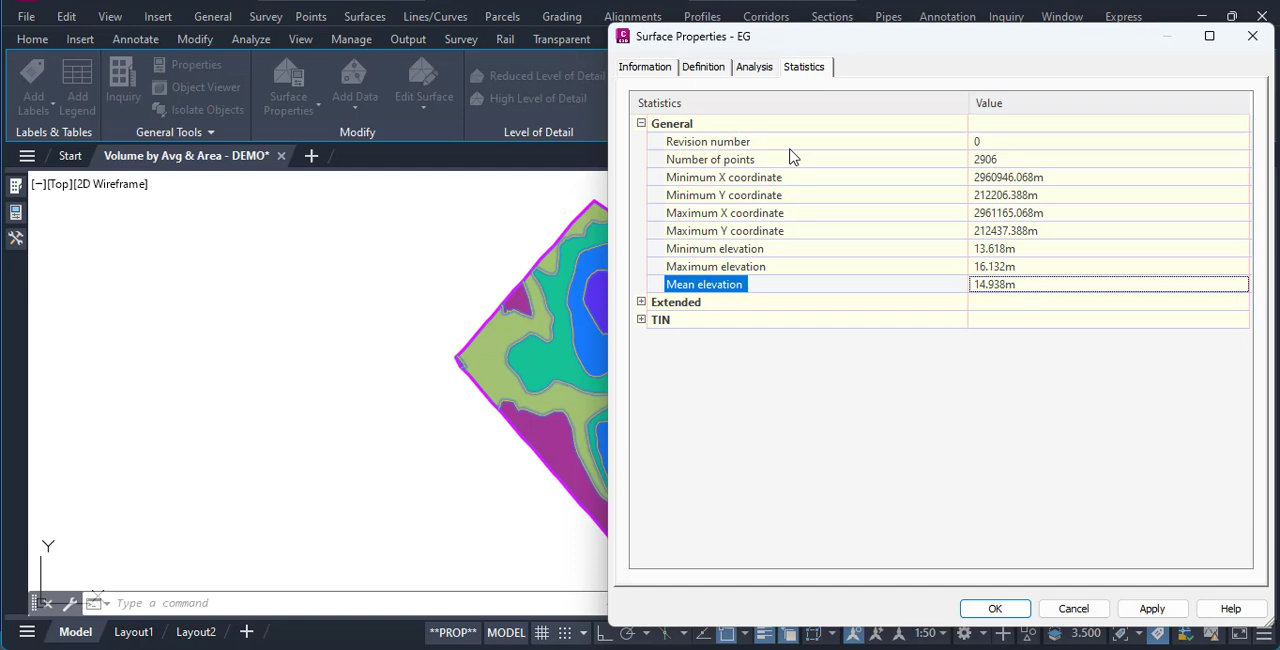 File Edit View Insert General Survey Points Surfaces Lines/Curves Parcels Grading Alignments Profiles Corridors Sections Pipes Annotation Inquiry Window Express
Home Insert Annotate Modify Analyze View Manage Output Survey Rail Transparent
Surface Properties - EG
Information Definition Analysis Statistics
Properties
Object Viewer
Isolate Objects
Reduced Level of Detail
High Level of Detail
Add Labels
Add Legend
Inquiry
Surface Properties
Add Data
Edit Surface
Labels & Tables General Tools Modify Level of Detail
Start Volume by Avg & Area - DEMO*
[−][Top][2D Wireframe]
Statistics Value
General
Revision number 0
Number of points 2906
Minimum X coordinate 2960946.068m
Minimum Y coordinate 212206.388m
Maximum X coordinate 2961165.068m
Maximum Y coordinate 212437.388m
Minimum elevation 13.618m
Maximum elevation 16.132m
Mean elevation 14.938m
Extended
TIN
Y
Type a command
OK Cancel Apply Help
Model Layout1 Layout2 **PROP** MODEL 1:50 3.500